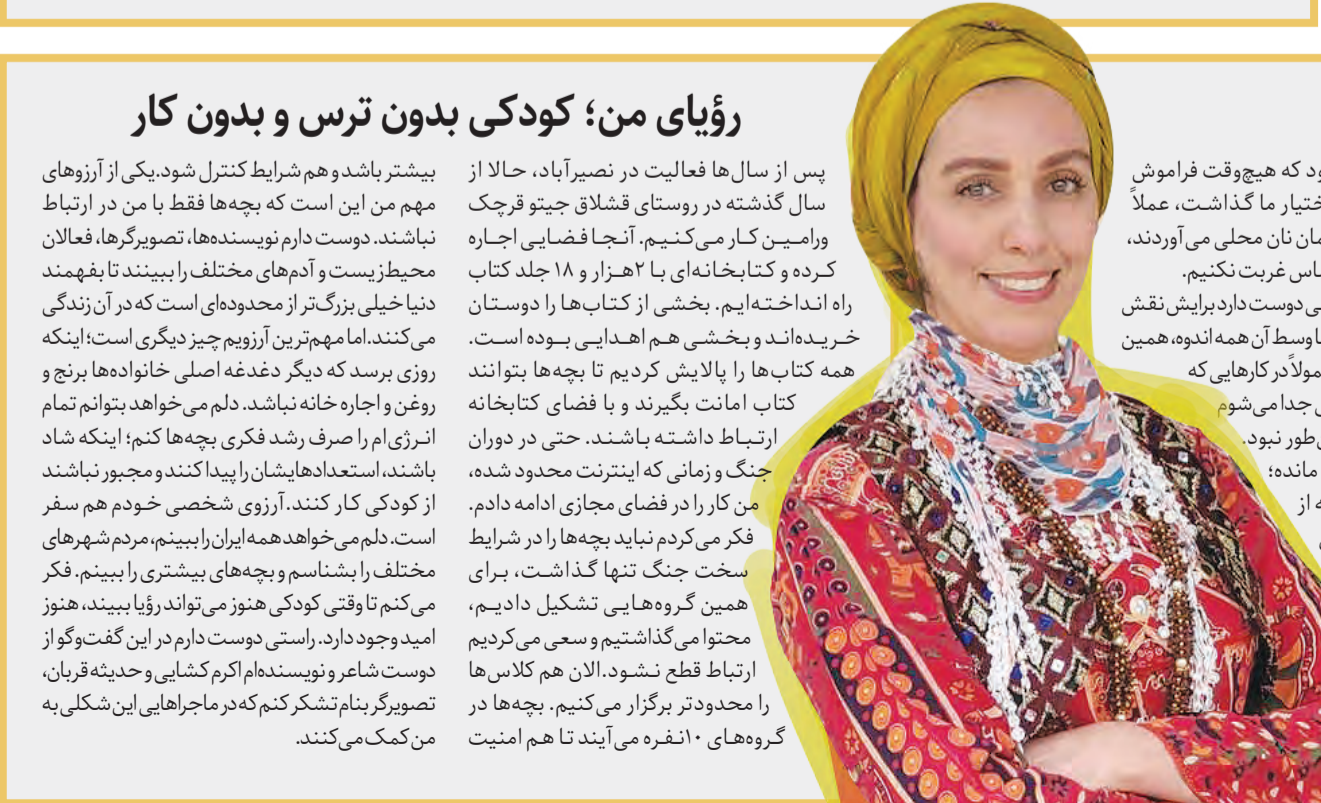 رؤیای من؛ کودکی بدون ترس و بدون کار
که هیچ‌وقت فراموش
ما گذاشت، عملاً
نان محلی می‌آوردند،
غربت نکنیم.
دوست دارد برایش نقش
وسط آن همه اندوه، همین
در کارهایی که
جدا می‌شوم
طور نبود.
مانده؛
از
پس از سال‌ها فعالیت در نصیرآباد، حالا از
سال گذشته در روستای قشلاق جیتو قرچک
ورامین کار می‌کنیم. آنجا فضایی اجاره
کرده و کتابخانه‌ای با ۲هزار و ۱۸ جلد کتاب
راه انداخته‌ایم. بخشی از کتاب‌ها را دوستان
خریده‌اند و بخشی هم اهدایی بوده است.
همه کتاب‌ها را پالایش کردیم تا بچه‌ها بتوانند
کتاب امانت بگیرند و با فضای کتابخانه
ارتباط داشته باشند. حتی در دوران
جنگ و زمانی که اینترنت محدود شده،
من کار را در فضای مجازی ادامه دادم.
فکر می‌کردم نباید بچه‌ها را در شرایط
سخت جنگ تنها گذاشت، برای
همین گروه‌هایی تشکیل دادیم،
محتوا می‌گذاشتیم و سعی می‌کردیم
ارتباط قطع نشود.الان هم کلاس‌ها
را محدودتر برگزار می‌کنیم. بچه‌ها در
گروه‌های ۱۰نفره می‌آیند تا هم امنیت
بیشتر باشد و هم شرایط کنترل شود.یکی از آرزوهای
مهم من این است که بچه‌ها فقط با من در ارتباط
نباشند. دوست دارم نویسنده‌ها، تصویرگرها، فعالان
محیط‌زیست و آدم‌های مختلف را ببینند تا بفهمند
دنیا خیلی بزرگ‌تر از محدوده‌ای است که در آن زندگی
می‌کنند.اما مهم‌ترین آرزویم چیز دیگری است؛ اینکه
روزی برسد که دیگر دغدغه اصلی خانواده‌ها برنج و
روغن و اجاره خانه نباشد. دلم می‌خواهد بتوانم تمام
انرژی‌ام را صرف رشد فکری بچه‌ها کنم؛ اینکه شاد
باشند، استعدادهایشان را پیدا کنند و مجبور نباشند
از کودکی کار کنند. آرزوی شخصی خودم هم سفر
است. دلم می‌خواهد همه ایران را ببینم، مردم شهرهای
مختلف را بشناسم و بچه‌های بیشتری را ببینم. فکر
می‌کنم تا وقتی کودکی هنوز می‌تواند رؤیا ببیند، هنوز
امید وجود دارد. راستی دوست دارم در این گفت‌وگو از
دوست شاعر و نویسنده‌ام اکرم کشایی و حدیثه قربان،
تصویرگر بنام تشکر کنم که در ماجراهایی این شکلی به
من کمک می‌کنند.